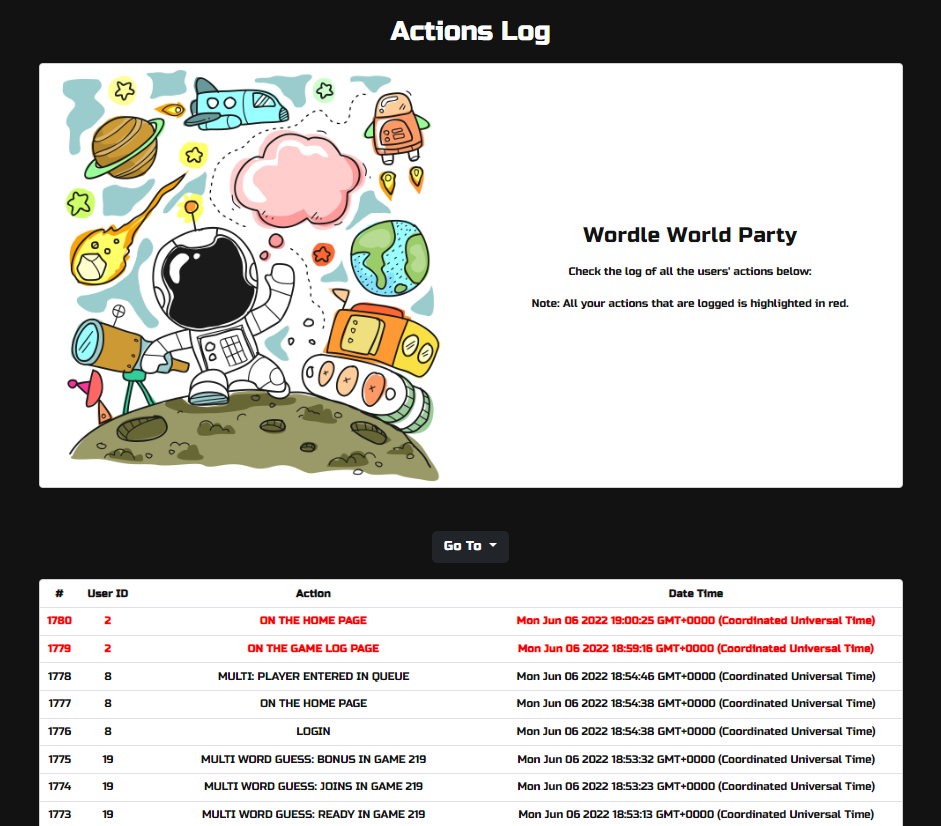 Actions Log
Wordle World Party
Check the log of all the users' actions below:
Note: All your actions that are logged is highlighted in red.
Go To
# User ID Action Date Time
1780 2 ON THE HOME PAGE Mon Jun 06 2022 19:00:25 GMT+0000 (Coordinated Universal Time)
1779 2 ON THE GAME LOG PAGE Mon Jun 06 2022 18:59:16 GMT+0000 (Coordinated Universal Time)
1778 8 MULTI: PLAYER ENTERED IN QUEUE Mon Jun 06 2022 18:54:46 GMT+0000 (Coordinated Universal Time)
1777 8 ON THE HOME PAGE Mon Jun 06 2022 18:54:38 GMT+0000 (Coordinated Universal Time)
1776 8 LOGIN Mon Jun 06 2022 18:54:38 GMT+0000 (Coordinated Universal Time)
1775 19 MULTI WORD GUESS: BONUS IN GAME 219 Mon Jun 06 2022 18:53:32 GMT+0000 (Coordinated Universal Time)
1774 19 MULTI WORD GUESS: JOINS IN GAME 219 Mon Jun 06 2022 18:53:23 GMT+0000 (Coordinated Universal Time)
1773 19 MULTI WORD GUESS: READY IN GAME 219 Mon Jun 06 2022 18:53:13 GMT+0000 (Coordinated Universal Time)